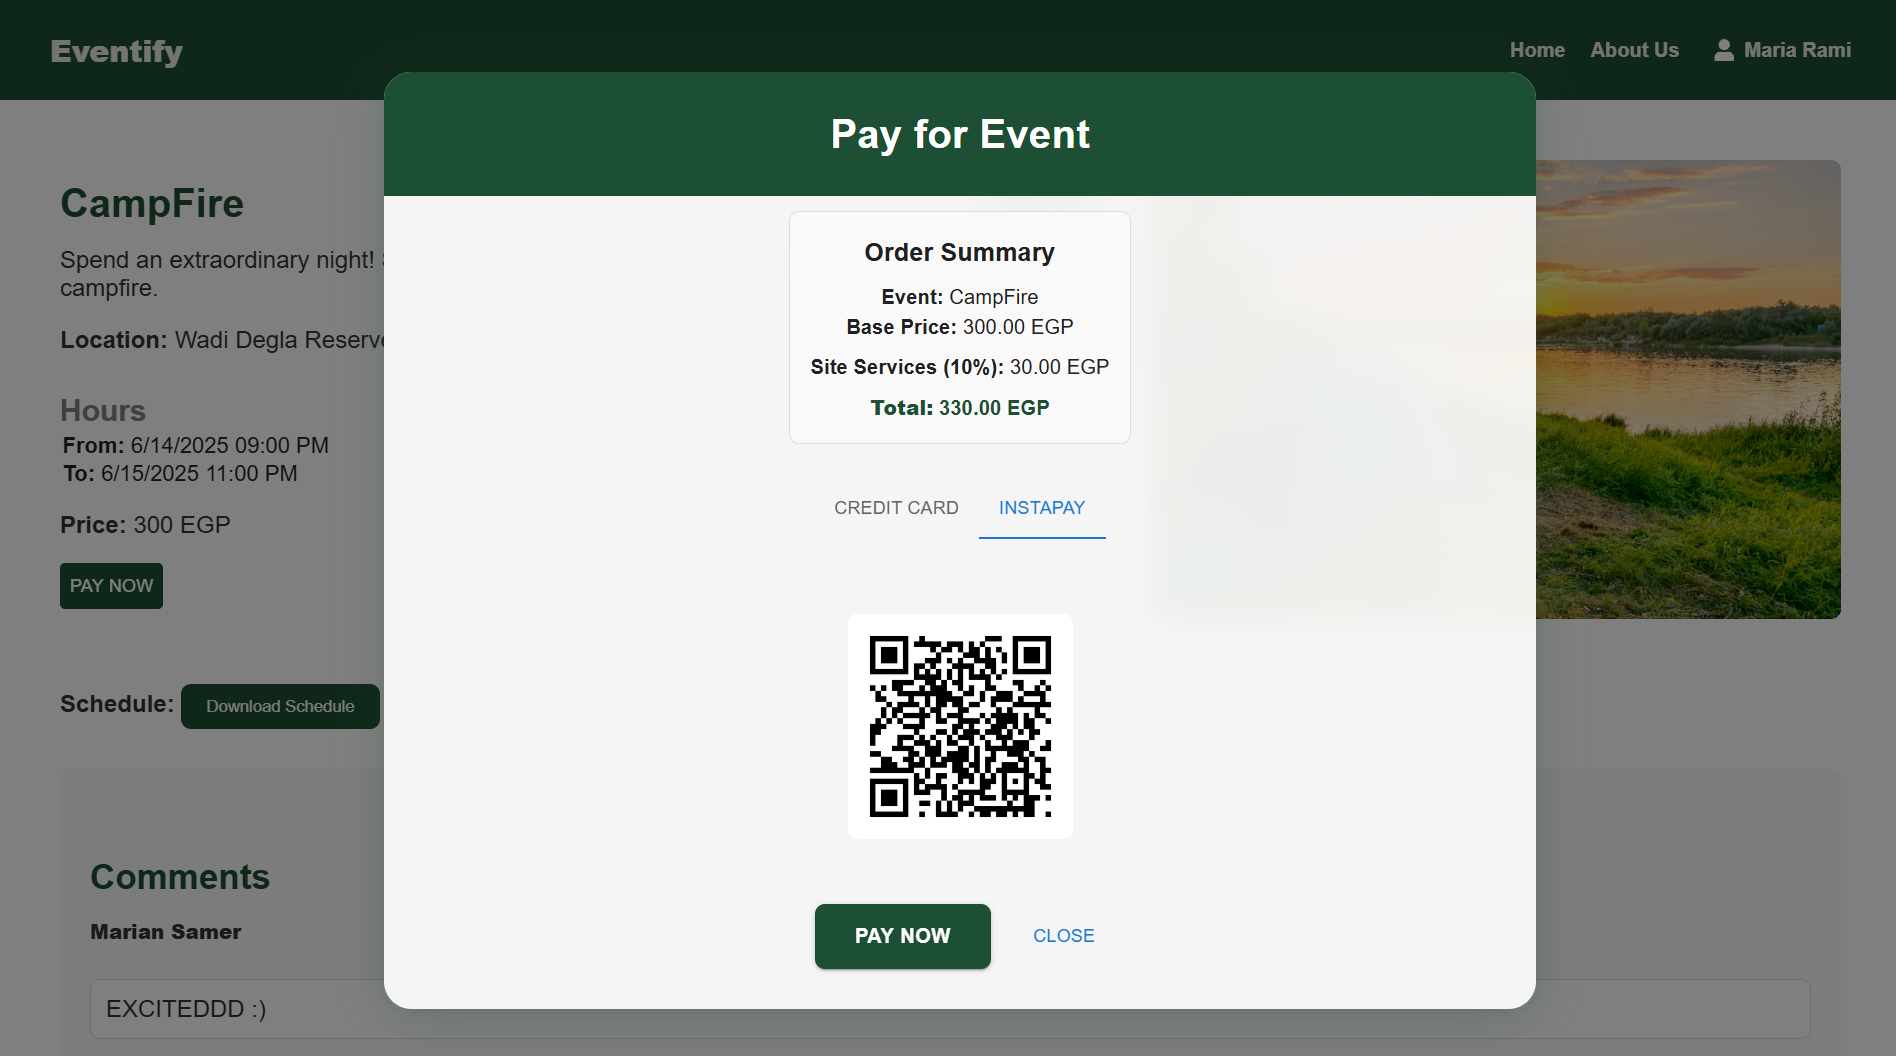 Eventify
Home
About Us
Maria Rami
Pay for Event
CampFire
Spend an extraordinary night!
campfire.
Location: Wadi Degla Reserve
Hours
From: 6/14/2025 09:00 PM
To: 6/15/2025 11:00 PM
Price: 300 EGP
PAY NOW
Schedule: Download Schedule
Order Summary
Event: CampFire
Base Price: 300.00 EGP
Site Services (10%): 30.00 EGP
Total: 330.00 EGP
CREDIT CARD
INSTAPAY
PAY NOW
CLOSE
Comments
Marian Samer
EXCITEDDD :)